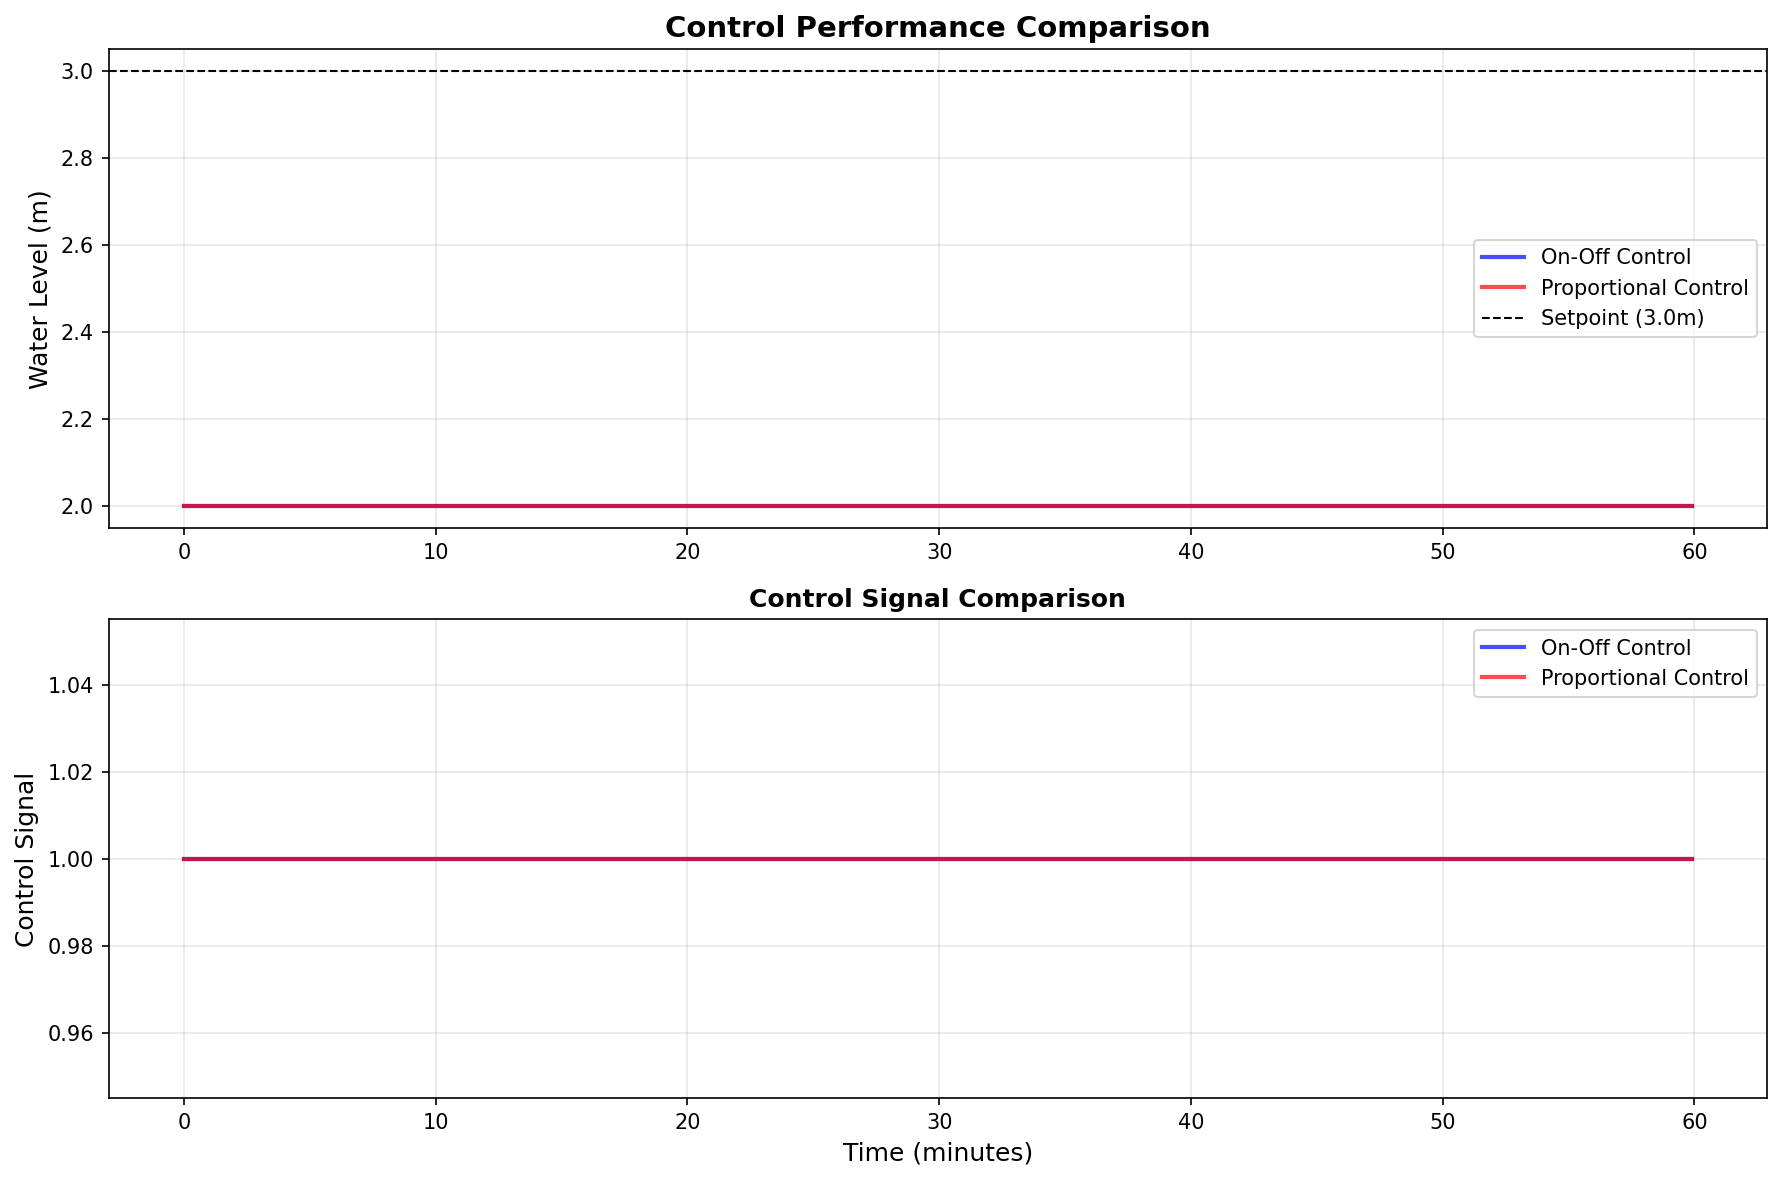 Control Performance Comparison
3.0
2.8
2.6
2.4
2.2
2.0
Water Level (m)
On-Off Control
Proportional Control
Setpoint (3.0m)
0 10 20 30 40 50 60
Control Signal Comparison
1.04
1.02
1.00
0.98
0.96
Control Signal
On-Off Control
Proportional Control
0 10 20 30 40 50 60
Time (minutes)